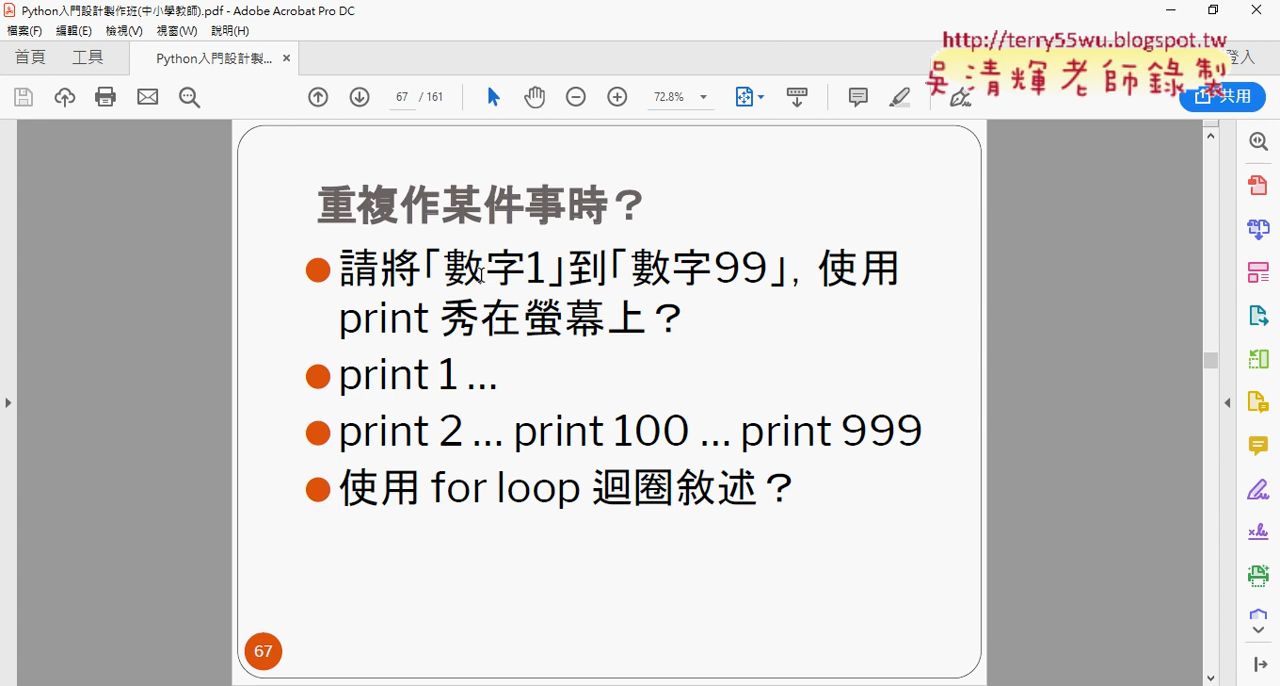 Python入門設計製作班(中小學教師).pdf - Adobe Acrobat Pro DC
檔案(F) 編輯(E) 檢視(V) 視窗(W) 說明(H)
http://terry55wu.blogspot.tw
首頁 工具 Python入門設計製... × 登入
吳清輝老師錄製
67 / 161 72.8% 共用
重複作某件事時？
請將「數字1」到「數字99」，使用
print 秀在螢幕上？
print 1 ...
print 2 ... print 100 ... print 999
使用 for loop 迴圈敘述？
67